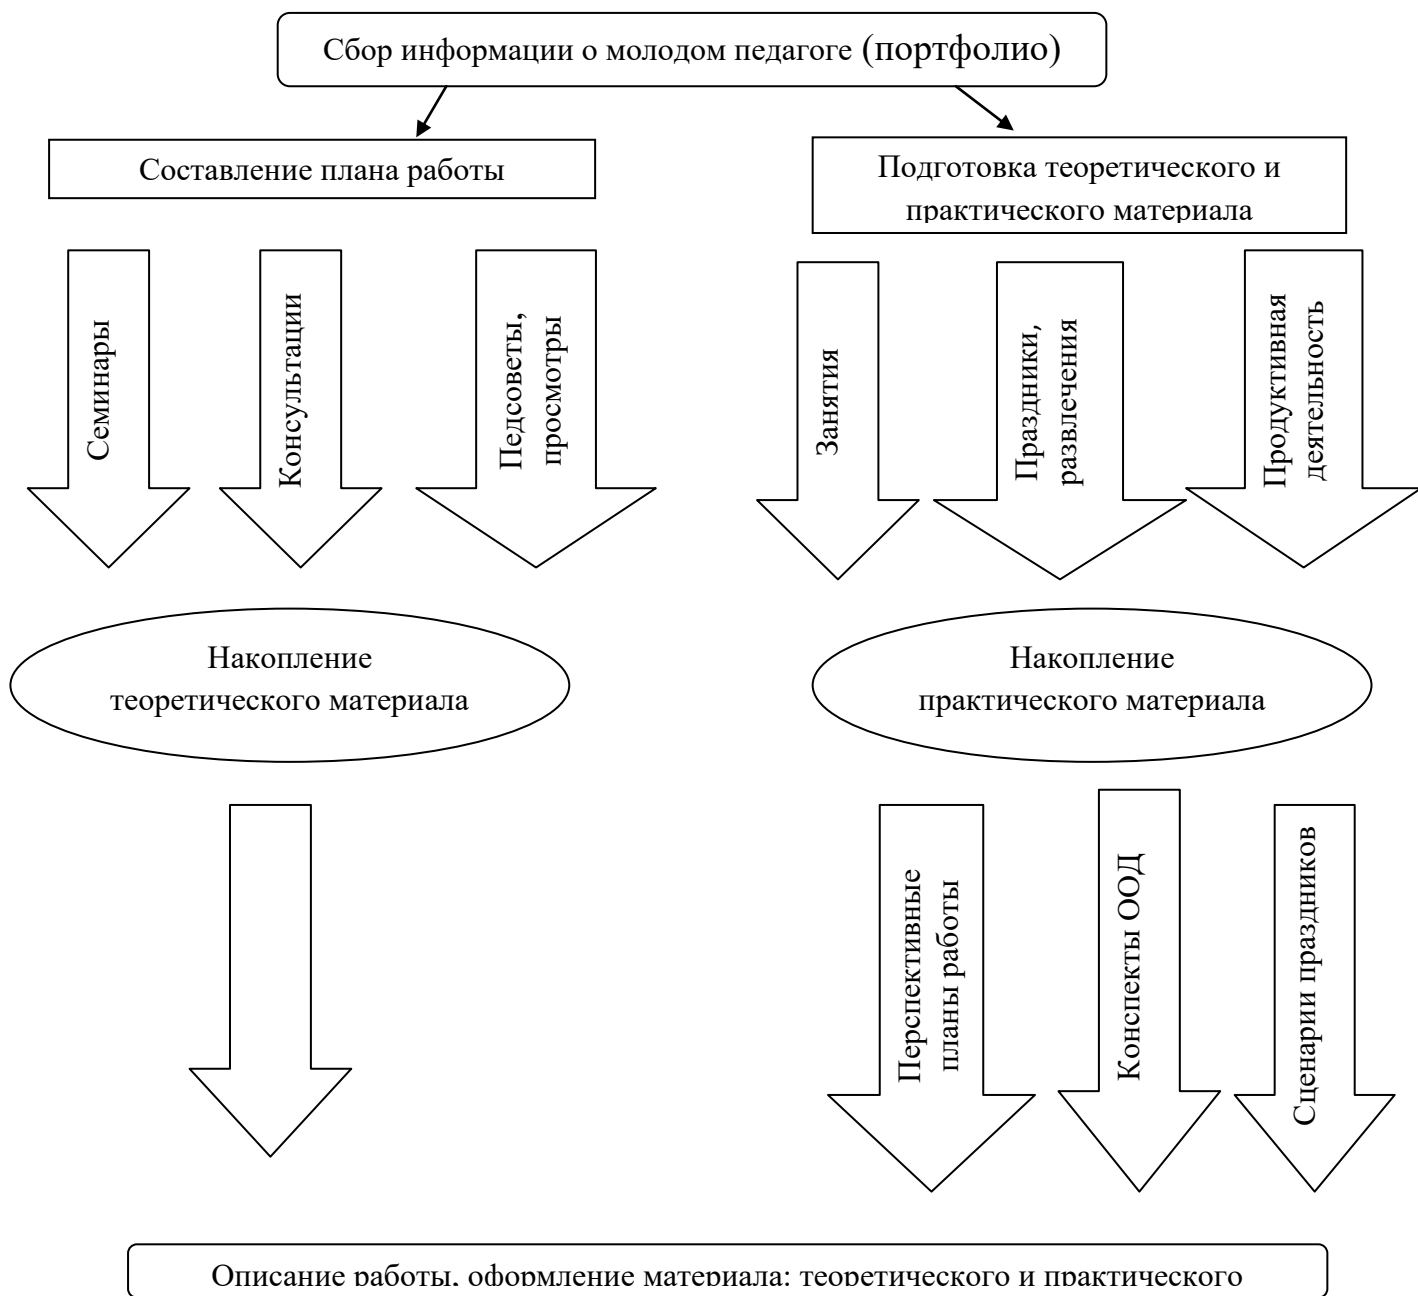 Сбор информации о молодом педагоге (портфолио)
Составление плана работы
Подготовка теоретического и
практического материала
Семинары
Консультации
Педсоветы,
просмотры
Занятия
Праздники,
развлечения
Продуктивная
деятельность
Накопление
теоретического материала
Накопление
практического материала
Перспективные
планы работы
Конспекты ООД
Сценарии праздников
Описание работы, оформление материала: теоретического и практического